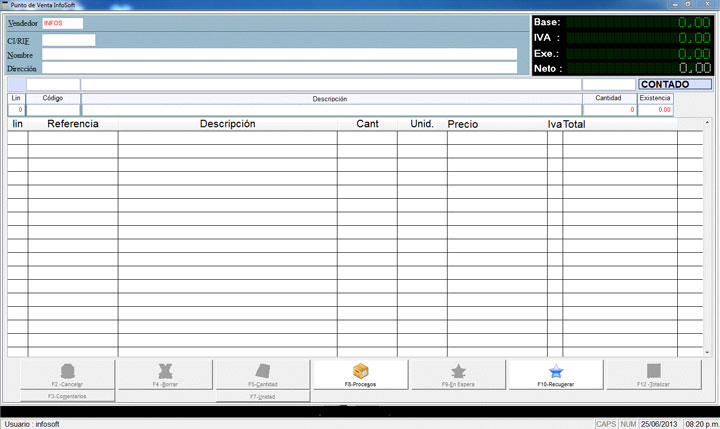 Punto de Venta InfoSoft
Vendedor INFOS
CI/RIF
Nombre
Dirección
Base: 0,00
IVA : 0,00
Exe.: 0,00
Neto : 0,00
CONTADO
Lin Código Descripción Cantidad Existencia
0 0 0.00
lin Referencia Descripción Cant Unid. Precio Iva Total
F2 -Cancelar F4 -Borrar F5-Cantidad F8-Procesos F9-En Espera F10-Recuperar F12 -Totalizar
F3-Comentarios F7-Unidad
Usuario : infosoft CAPS NUM 25/06/2013 08:20 p.m.